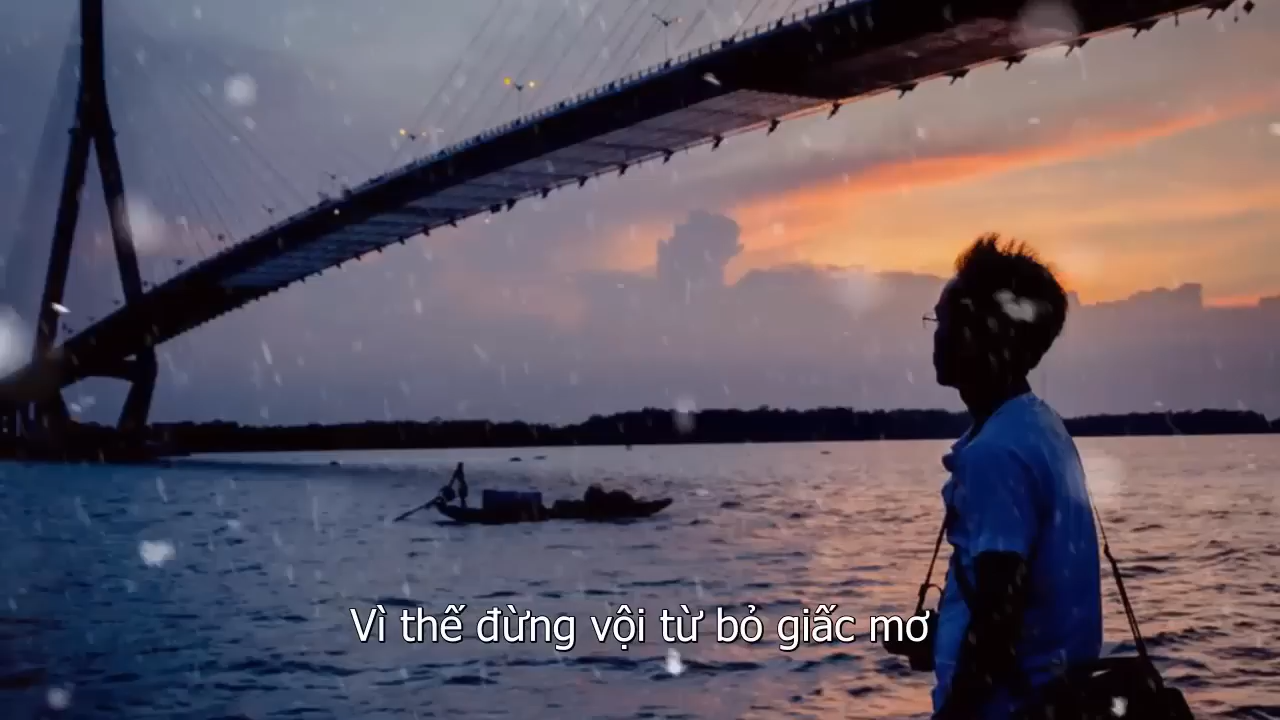 Vì thế đừng vội từ bỏ giấc mơ